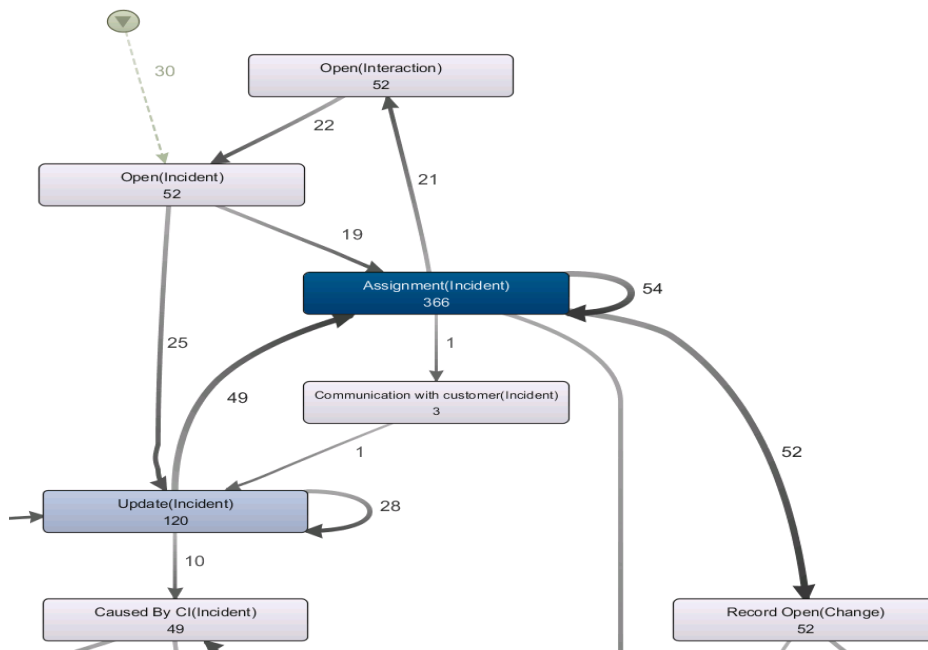 30
Open(Interaction)
52
22
Open(Incident)
52
21
19
Assignment(Incident)
366
54
25
1
49
Communication with customer(Incident)
3
1
52
Update(Incident)
120
28
10
Caused By CI(Incident)
49
Record Open(Change)
52